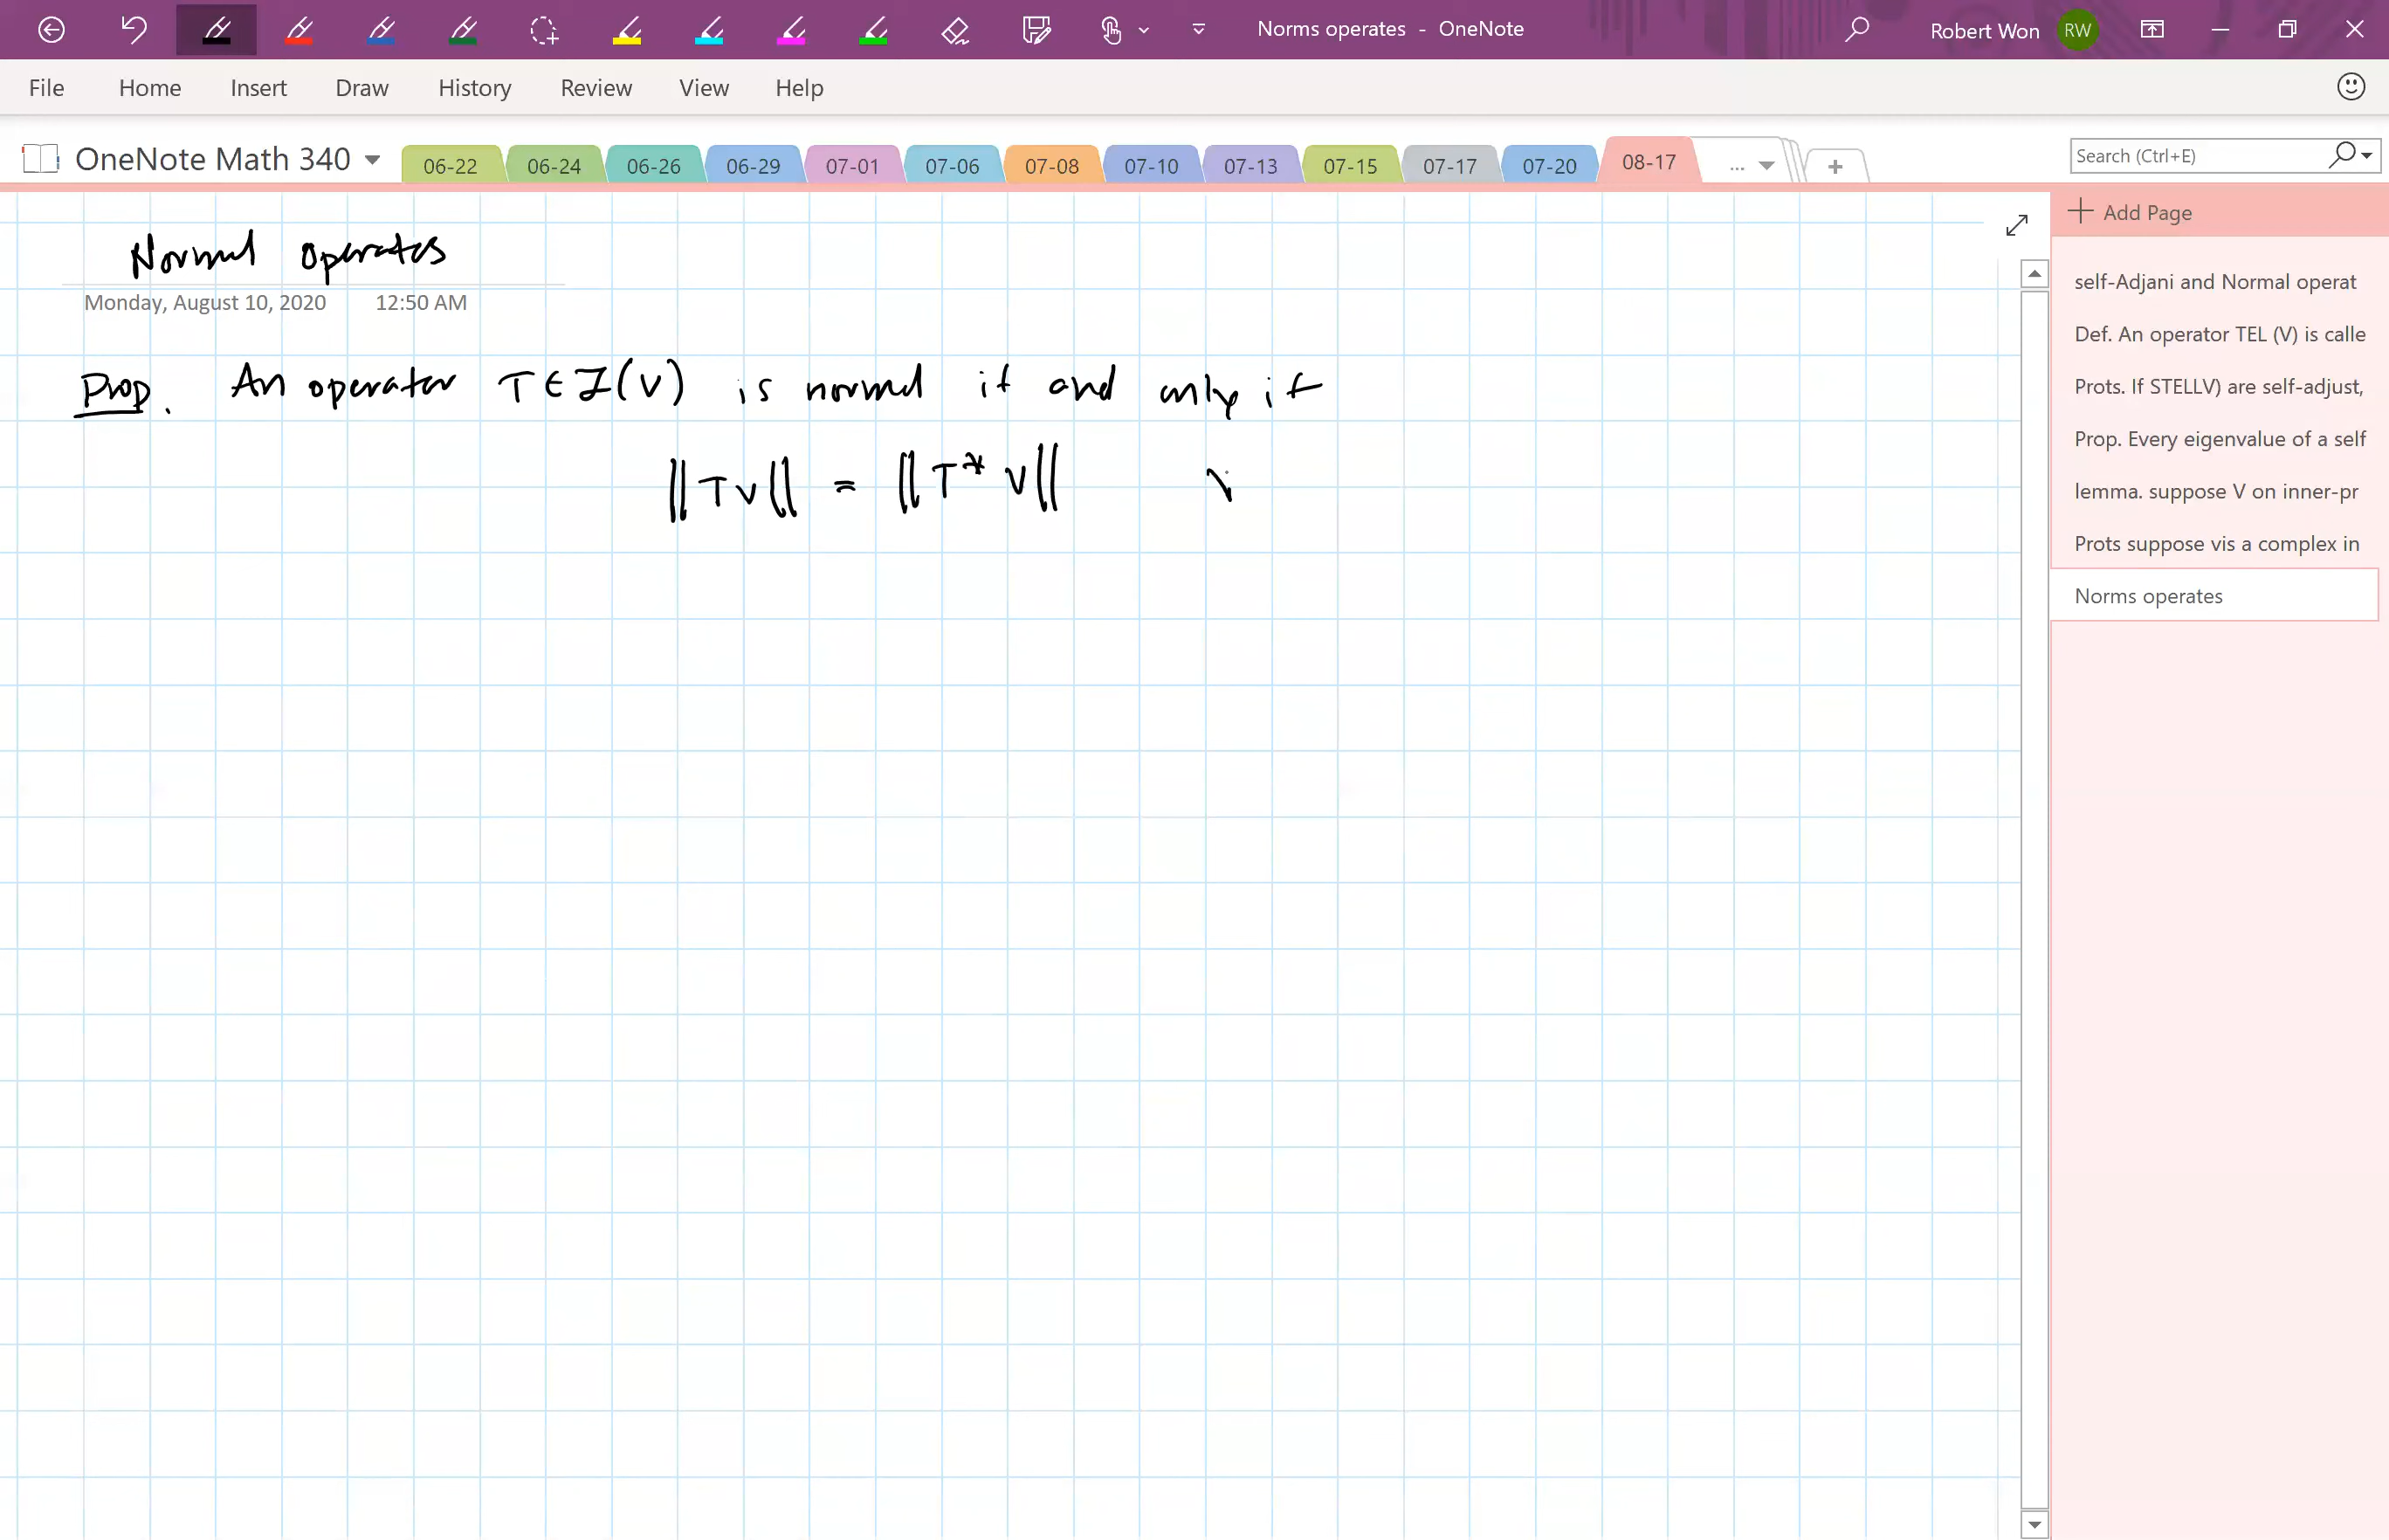 Norms operates - OneNote
Robert Won RW
File Home Insert Draw History Review View Help
OneNote Math 340 06-22 06-24 06-26 06-29 07-01 07-06 07-08 07-10 07-13 07-15 07-17 07-20 08-17 ... + Search (Ctrl+E)
Add Page
Normal operates
Monday, August 10, 2020 12:50 AM
Prop. An operator T∈ℒ(V) is normal if and only if
||Tv|| = ||T* v||
self-Adjani and Normal operat
Def. An operator TEL (V) is calle
Prots. If STELLV) are self-adjust,
Prop. Every eigenvalue of a self
lemma. suppose V on inner-pr
Prots suppose vis a complex in
Norms operates